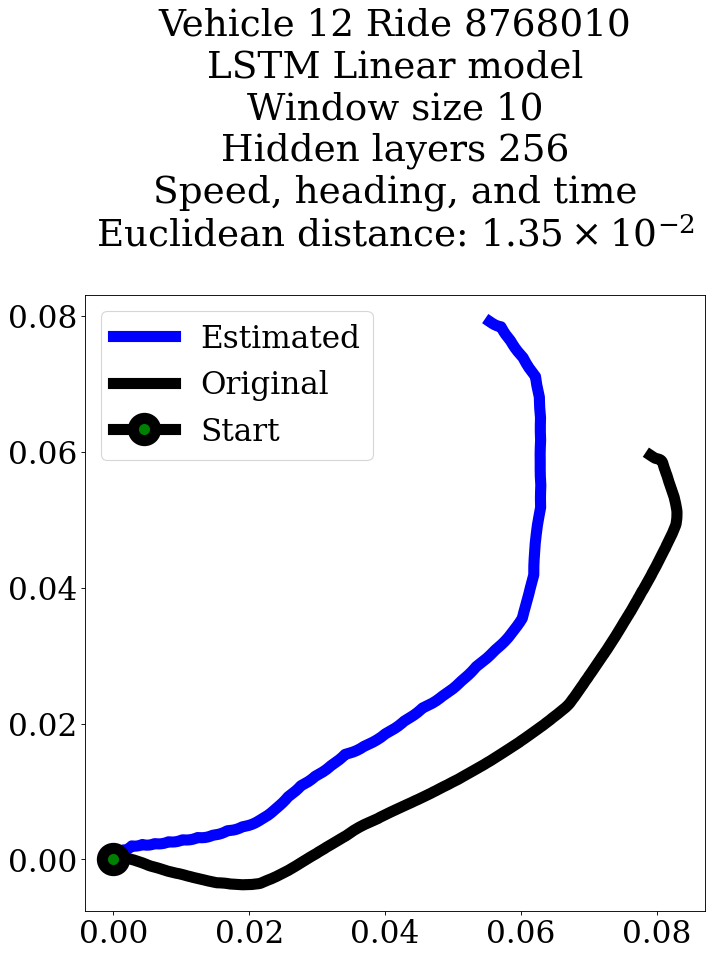 Vehicle 12 Ride 8768010
LSTM Linear model
Window size 10
Hidden layers 256
Speed, heading, and time
Euclidean distance: 1.35 × 10⁻²
Estimated
Original
Start
0.08
0.06
0.04
0.02
0.00
0.00 0.02 0.04 0.06 0.08